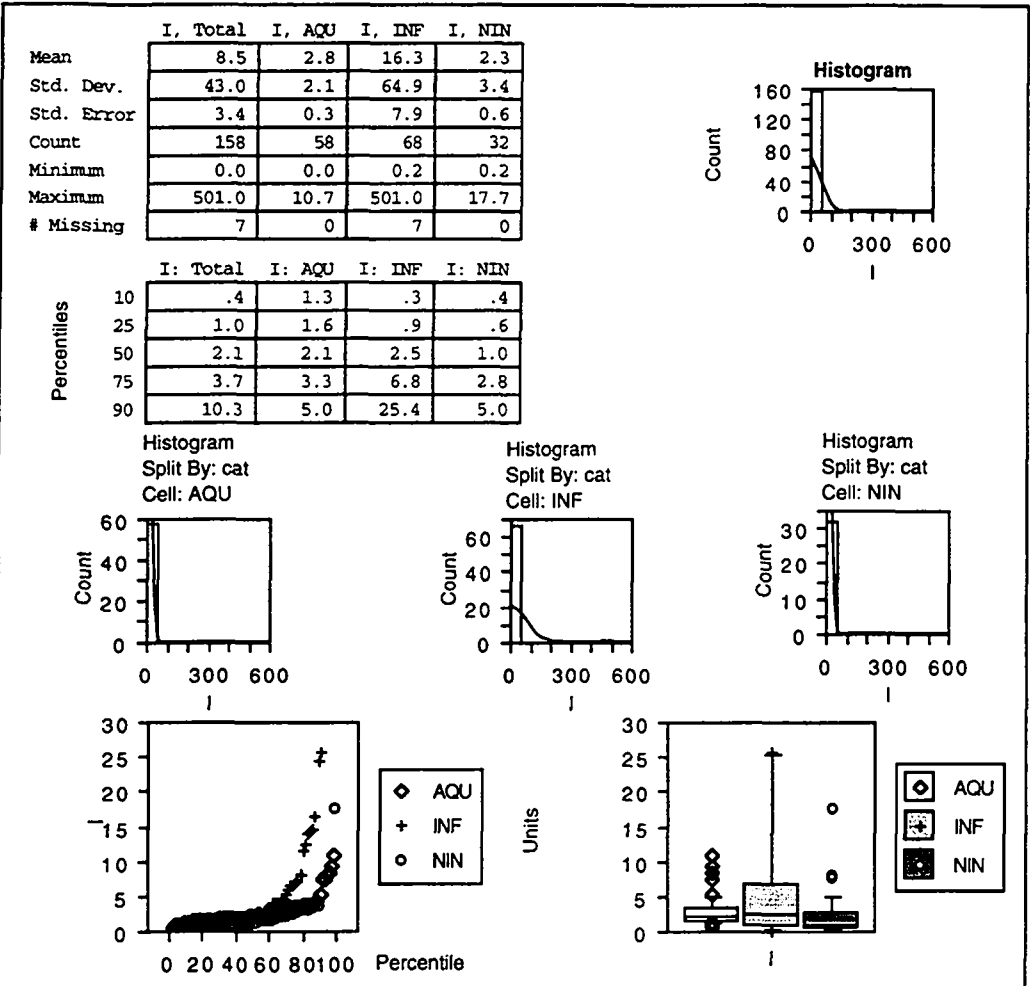 I, Total I, AQU I, INF I, NIN
Mean 8.5 2.8 16.3 2.3
Std. Dev. 43.0 2.1 64.9 3.4
Std. Error 3.4 0.3 7.9 0.6
Count 158 58 68 32
Minimum 0.0 0.0 0.2 0.2
Maximum 501.0 10.7 501.0 17.7
# Missing 7 0 7 0
Histogram
160
120
80
40
0
Count
0 300 600
I
I: Total I: AQU I: INF I: NIN
Percentiles
10 .4 1.3 .3 .4
25 1.0 1.6 .9 .6
50 2.1 2.1 2.5 1.0
75 3.7 3.3 6.8 2.8
90 10.3 5.0 25.4 5.0
Histogram
Split By: cat
Cell: AQU
60
40
20
0
Count
0 300 600
I
Histogram
Split By: cat
Cell: INF
60
40
20
0
Count
0 300 600
I
Histogram
Split By: cat
Cell: NIN
30
20
10
0
Count
0 300 600
I
30
25
20
15
10
5
0
I
0 20 40 60 80 100 Percentile
AQU
INF
NIN
Units
30
25
20
15
10
5
0
I
AQU
INF
NIN